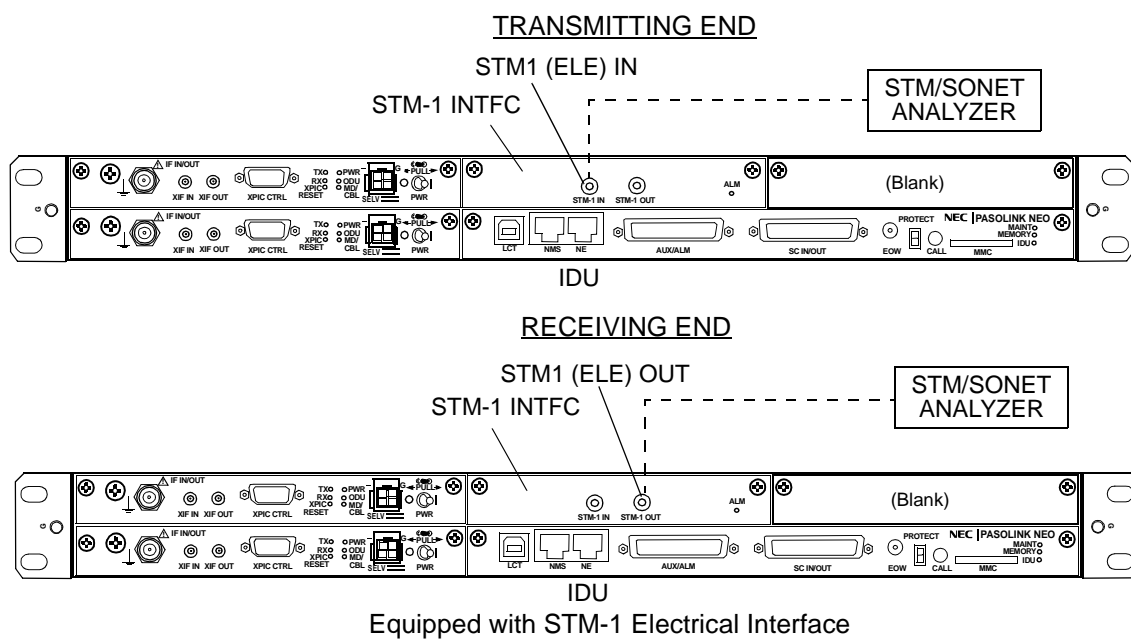 TRANSMITTING END
STM1 (ELE) IN
STM-1 INTFC
STM/SONET
ANALYZER
IF IN/OUT
XIF IN XIF OUT XPIC CTRL
TX
RX
XPIC
RESET
PWR
ODU
MD/
CBL
SELV
G
PULL
PWR
STM-1 IN STM-1 OUT
ALM
(Blank)
G
G
IF IN/OUT
XIF IN XIF OUT XPIC CTRL
TX
RX
XPIC
RESET
PWR
ODU
MD/
CBL
SELV
G
PULL
PWR
LCT
NMS NE
AUX/ALM
SC IN/OUT
EOW
PROTECT
CALL
NEC | PASOLINK NEO
MAINT
MEMORY
IDU
MMC
IDU
RECEIVING END
STM1 (ELE) OUT
STM-1 INTFC
STM/SONET
ANALYZER
IF IN/OUT
XIF IN XIF OUT XPIC CTRL
TX
RX
XPIC
RESET
PWR
ODU
MD/
CBL
SELV
G
PULL
PWR
STM-1 IN STM-1 OUT
ALM
(Blank)
G
G
IF IN/OUT
XIF IN XIF OUT XPIC CTRL
TX
RX
XPIC
RESET
PWR
ODU
MD/
CBL
SELV
G
PULL
PWR
LCT
NMS NE
AUX/ALM
SC IN/OUT
EOW
PROTECT
CALL
NEC | PASOLINK NEO
MAINT
MEMORY
IDU
MMC
IDU
Equipped with STM-1 Electrical Interface